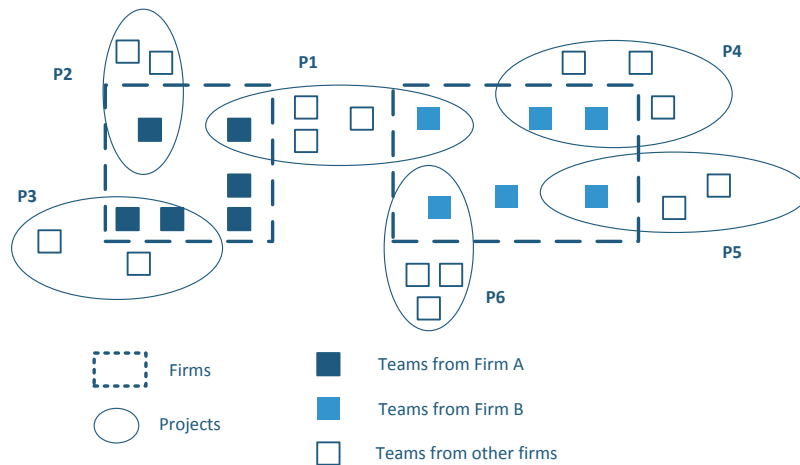 P4
P1
P2
P3
P5
P6
Firms
Teams from Firm A
Teams from Firm B
Projects
Teams from other firms